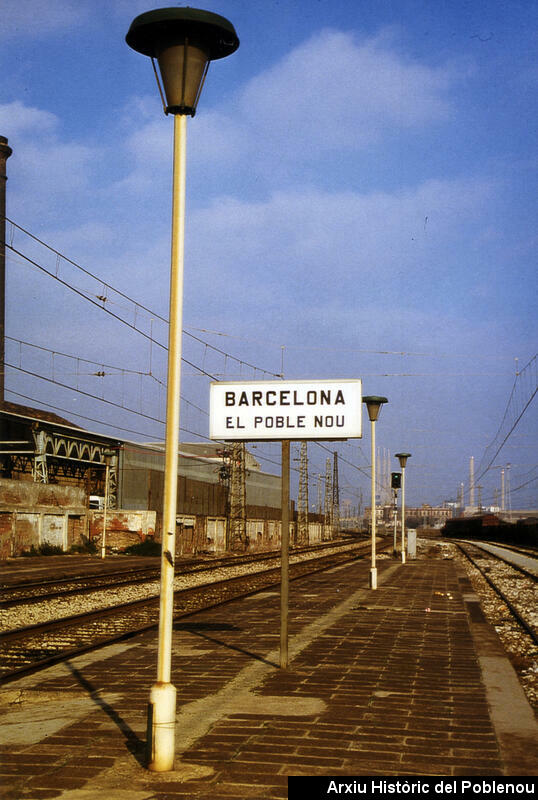 BARCELONA
EL POBLE NOU
Arxiu Històric del Poblenou